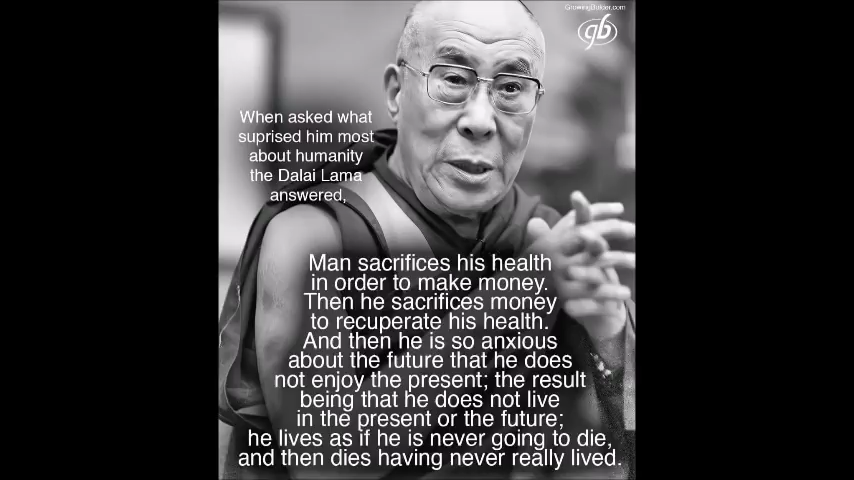 GrowingBolder.com
gb
When asked what
suprised him most
about humanity
the Dalai Lama
answered,
Man sacrifices his health
in order to make money.
Then he sacrifices money
to recuperate his health.
And then he is so anxious
about the future that he does
not enjoy the present; the result
being that he does not live
in the present or the future;
he lives as if he is never going to die,
and then dies having never really lived.